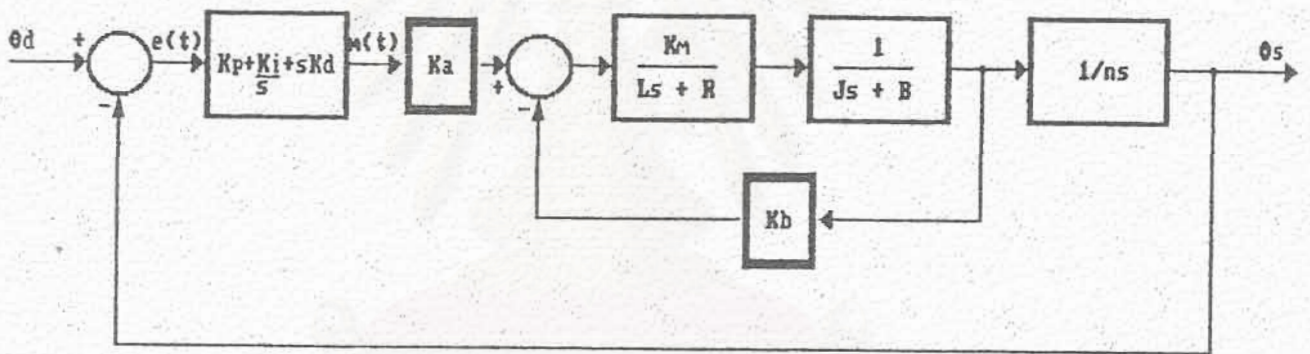 θd
+
-
e(t)
Kp+Ki+sKd
s
M(t)
Ka
+
-
KM
Ls + R
1
Js + B
1/ns
θs
Kb